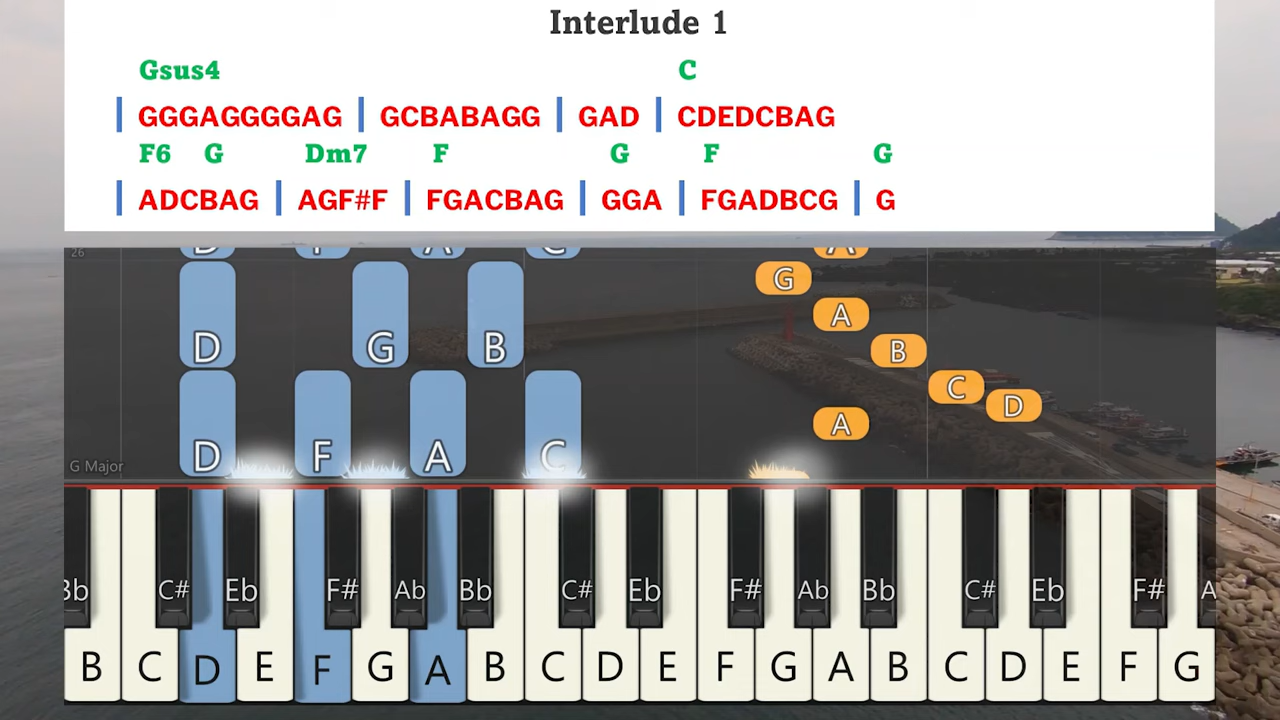 Interlude 1
Gsus4 C
| GGGAGGGGAG | GCBABAGG | GAD | CDEDCBAG
F6 G Dm7 F G F G
| ADCBAG | AGF#F | FGACBAG | GGA | FGADBCG | G
26 D F A C A
G
D G B A
B
D F A C C D
A
G Major
Bb C# Eb F# Ab Bb C# Eb F# Ab Bb C# Eb F# A
B C D E F G A B C D E F G A B C D E F G